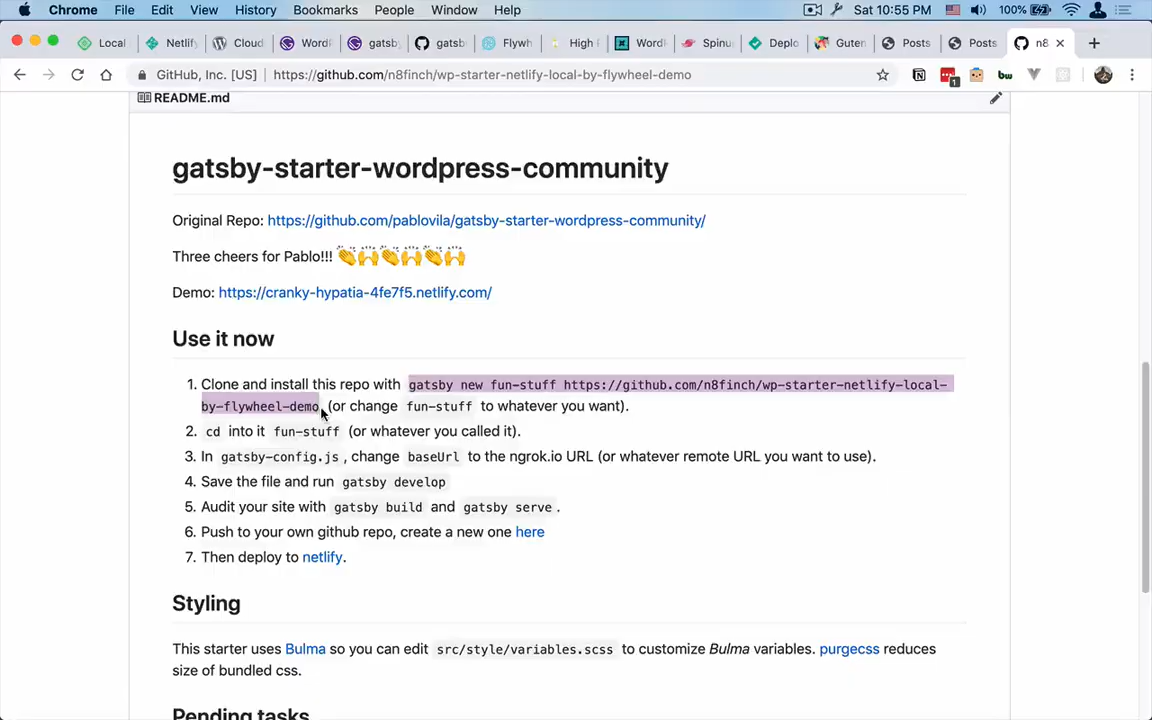 Chrome File Edit View History Bookmarks People Window Help Sat 10:55 PM 100%
Local Netlify Cloud WordP gatsby gatsb Flywh High F WordP Spinu Deplo Guten Posts Posts n8
GitHub, Inc. [US] https://github.com/n8finch/wp-starter-netlify-local-by-flywheel-demo bw 1
README.md
gatsby-starter-wordpress-community
Original Repo: https://github.com/pablovila/gatsby-starter-wordpress-community/
Three cheers for Pablo!!! 👏🙌👏🙌👏🙌
Demo: https://cranky-hypatia-4fe7f5.netlify.com/
Use it now
1. Clone and install this repo with gatsby new fun-stuff https://github.com/n8finch/wp-starter-netlify-local-
by-flywheel-demo (or change fun-stuff to whatever you want).
2. cd into it fun-stuff (or whatever you called it).
3. In gatsby-config.js, change baseUrl to the ngrok.io URL (or whatever remote URL you want to use).
4. Save the file and run gatsby develop
5. Audit your site with gatsby build and gatsby serve.
6. Push to your own github repo, create a new one here
7. Then deploy to netlify.
Styling
This starter uses Bulma so you can edit src/style/variables.scss to customize Bulma variables. purgecss reduces
size of bundled css.
Pending tasks